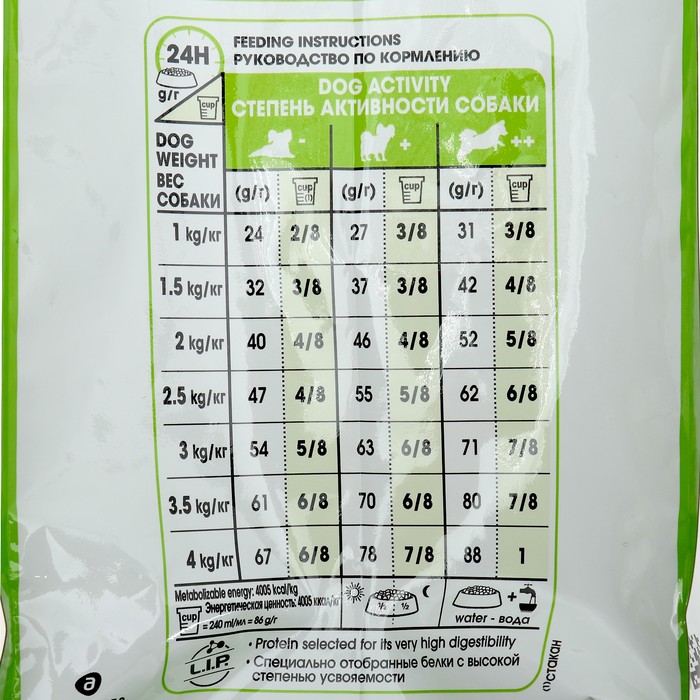 24H
FEEDING INSTRUCTIONS
РУКОВОДСТВО ПО КОРМЛЕНИЮ
g/г
cup
DOG ACTIVITY
СТЕПЕНЬ АКТИВНОСТИ СОБАКИ
- + ++
DOG
WEIGHT
ВЕС
СОБАКИ
(g/г) cup (1) (g/г) cup (g/г) cup
1 kg/кг 24 2/8 27 3/8 31 3/8
1.5 kg/кг 32 3/8 37 3/8 42 4/8
2 kg/кг 40 4/8 46 4/8 52 5/8
2.5 kg/кг 47 4/8 55 5/8 62 6/8
3 kg/кг 54 5/8 63 6/8 71 7/8
3.5 kg/кг 61 6/8 70 6/8 80 7/8
4 kg/кг 67 6/8 78 7/8 88 1
Metabolizable energy: 4005 kcal/kg
Энергетическая ценность: 4005 ккал/кг
cup = 240 ml/мл = 86 g/г
½ ½
+
water - вода
L.I.P.
• Protein selected for its very high digestibility
• Специально отобранные белки с высокой
степенью усвояемости
(1) стакан
a